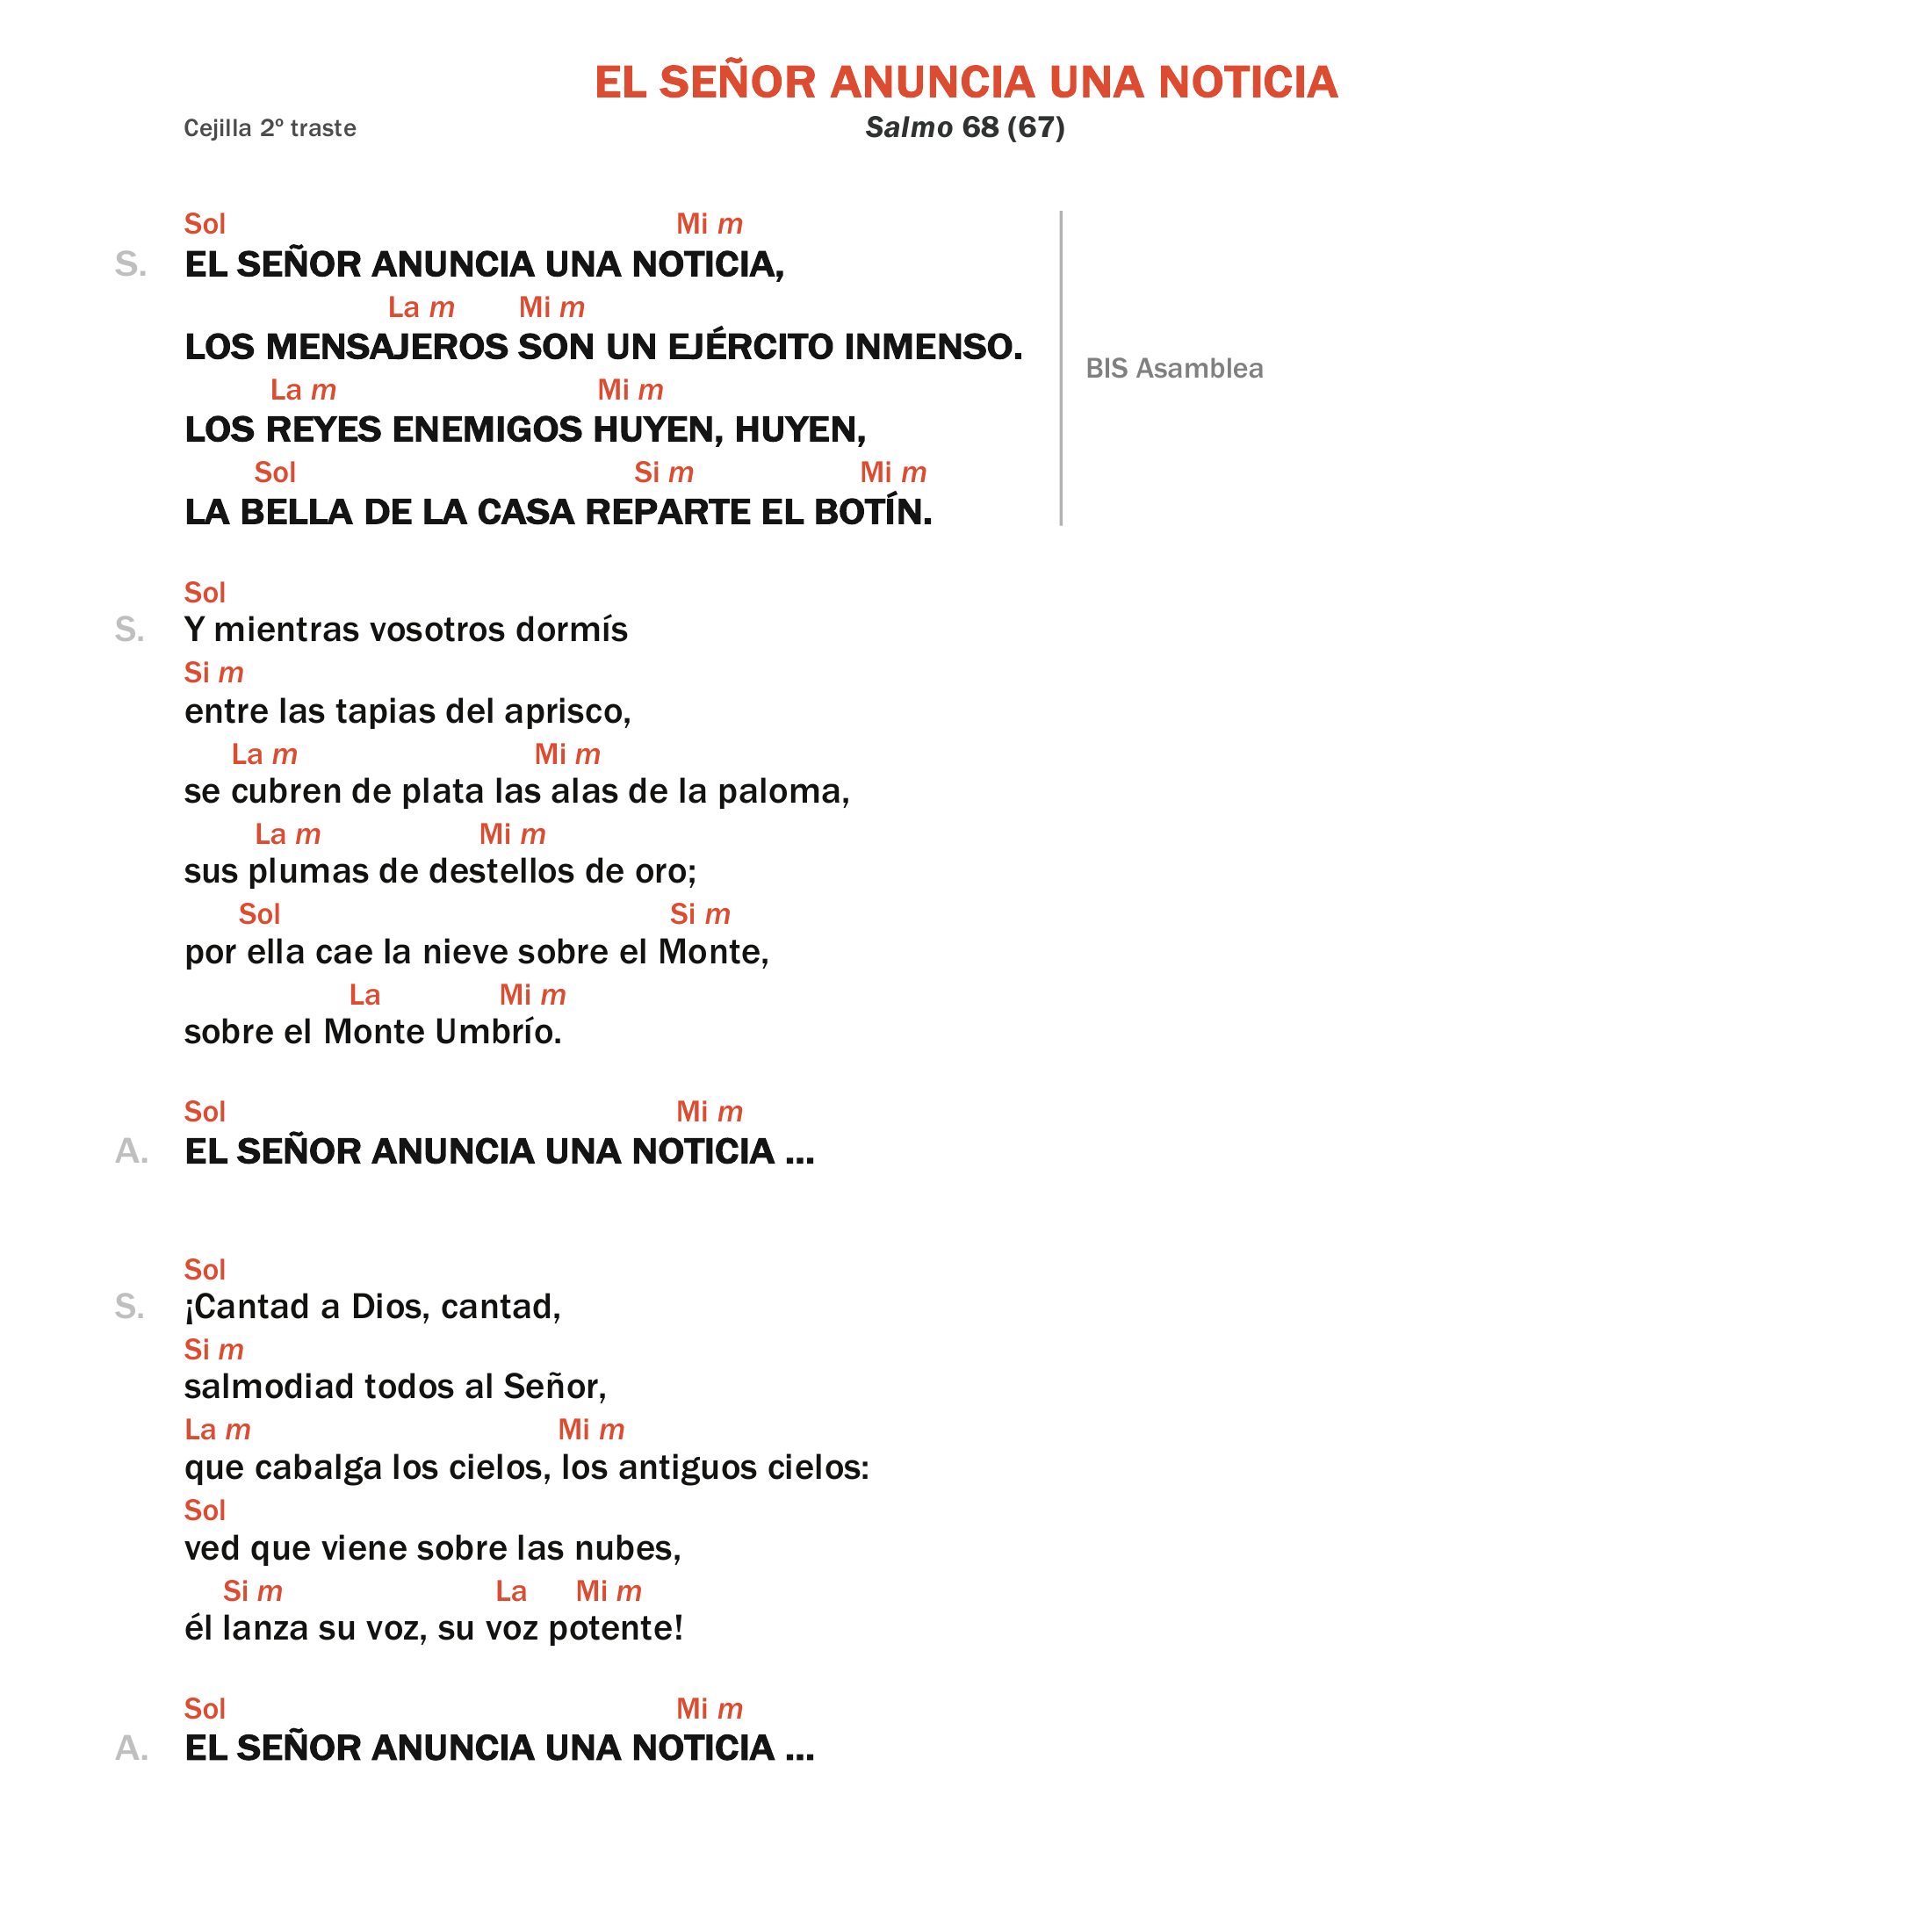 EL SEÑOR ANUNCIA UNA NOTICIA
Cejilla 2º traste
Salmo 68 (67)
Sol Mi m
S. EL SEÑOR ANUNCIA UNA NOTICIA,
La m Mi m
LOS MENSAJEROS SON UN EJÉRCITO INMENSO.
BIS Asamblea
La m Mi m
LOS REYES ENEMIGOS HUYEN, HUYEN,
Sol Si m Mi m
LA BELLA DE LA CASA REPARTE EL BOTÍN.
Sol
S. Y mientras vosotros dormís
Si m
entre las tapias del aprisco,
La m Mi m
se cubren de plata las alas de la paloma,
La m Mi m
sus plumas de destellos de oro;
Sol Si m
por ella cae la nieve sobre el Monte,
La Mi m
sobre el Monte Umbrío.
Sol Mi m
A. EL SEÑOR ANUNCIA UNA NOTICIA ...
Sol
S. ¡Cantad a Dios, cantad,
Si m
salmodiad todos al Señor,
La m Mi m
que cabalga los cielos, los antiguos cielos:
Sol
ved que viene sobre las nubes,
Si m La Mi m
él lanza su voz, su voz potente!
Sol Mi m
A. EL SEÑOR ANUNCIA UNA NOTICIA ...